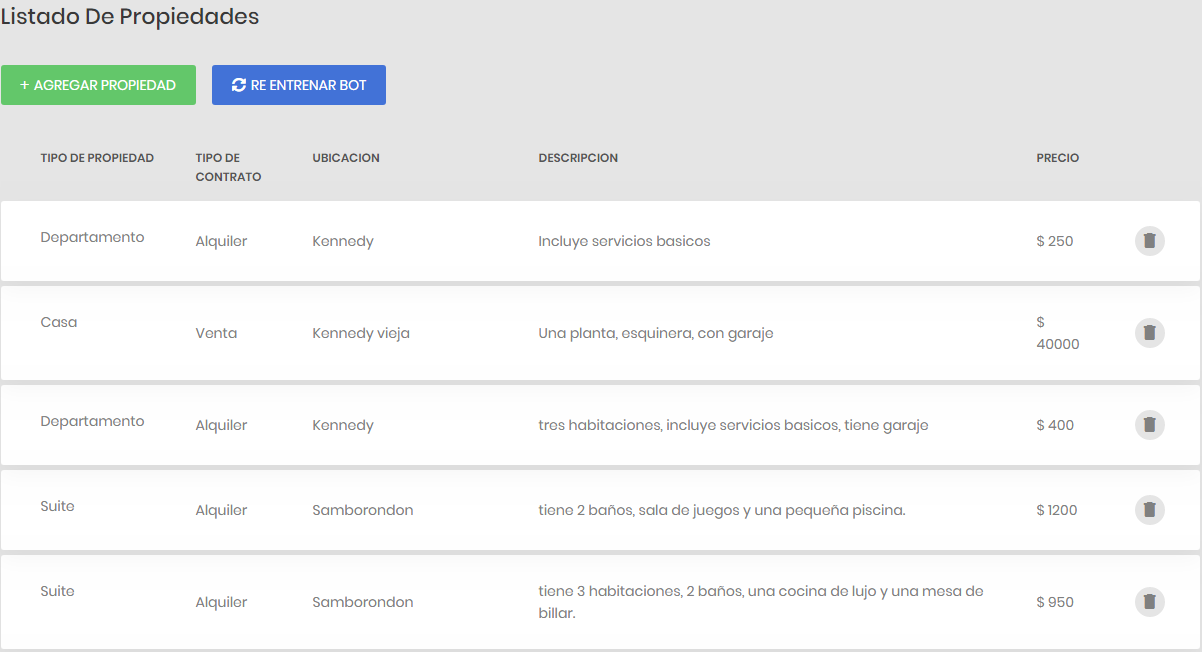 Listado De Propiedades
+ AGREGAR PROPIEDAD RE ENTRENAR BOT
TIPO DE PROPIEDAD TIPO DE CONTRATO UBICACION DESCRIPCION PRECIO
Departamento Alquiler Kennedy Incluye servicios basicos $ 250
Casa Venta Kennedy vieja Una planta, esquinera, con garaje $ 40000
Departamento Alquiler Kennedy tres habitaciones, incluye servicios basicos, tiene garaje $ 400
Suite Alquiler Samborondon tiene 2 baños, sala de juegos y una pequeña piscina. $ 1200
Suite Alquiler Samborondon tiene 3 habitaciones, 2 baños, una cocina de lujo y una mesa de billar. $ 950